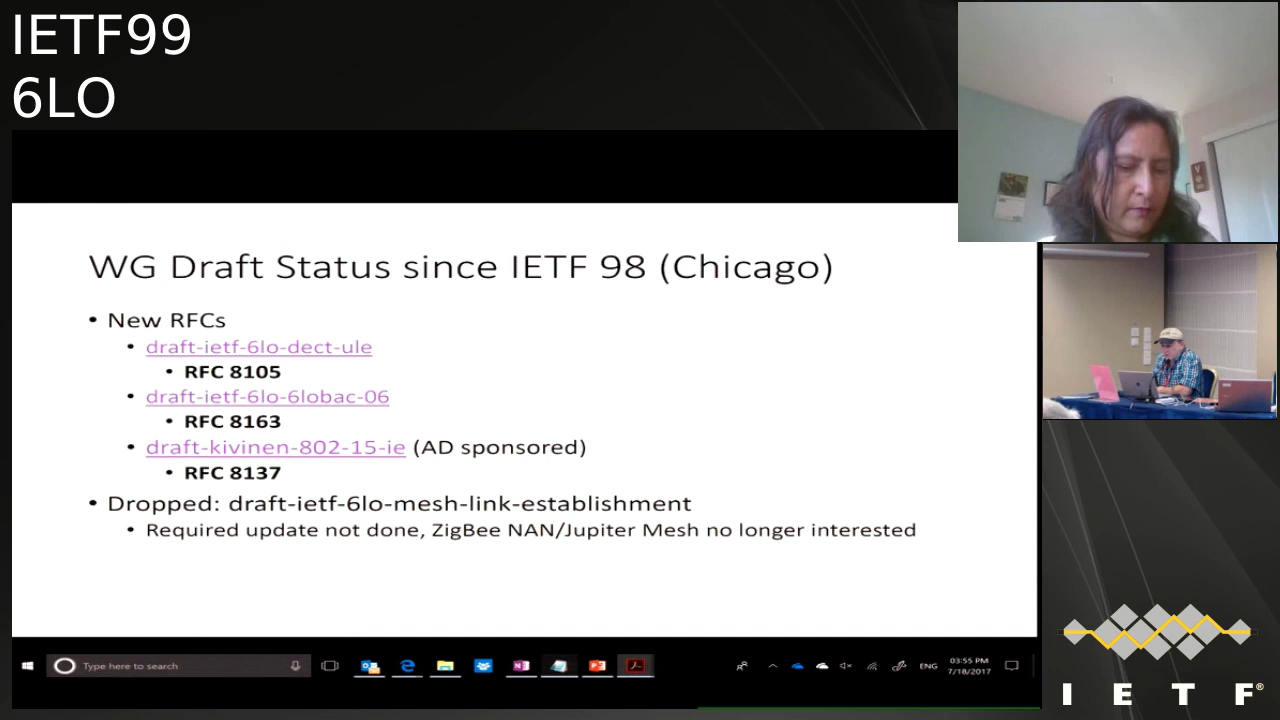 IETF99
6LO
WG Draft Status since IETF 98 (Chicago)
• New RFCs
• draft-ietf-6lo-dect-ule
• RFC 8105
• draft-ietf-6lo-6lobac-06
• RFC 8163
• draft-kivinen-802-15-ie (AD sponsored)
• RFC 8137
• Dropped: draft-ietf-6lo-mesh-link-establishment
• Required update not done, ZigBee NAN/Jupiter Mesh no longer interested
Type here to search
ENG
03:55 PM
7/18/2017
I E T F®